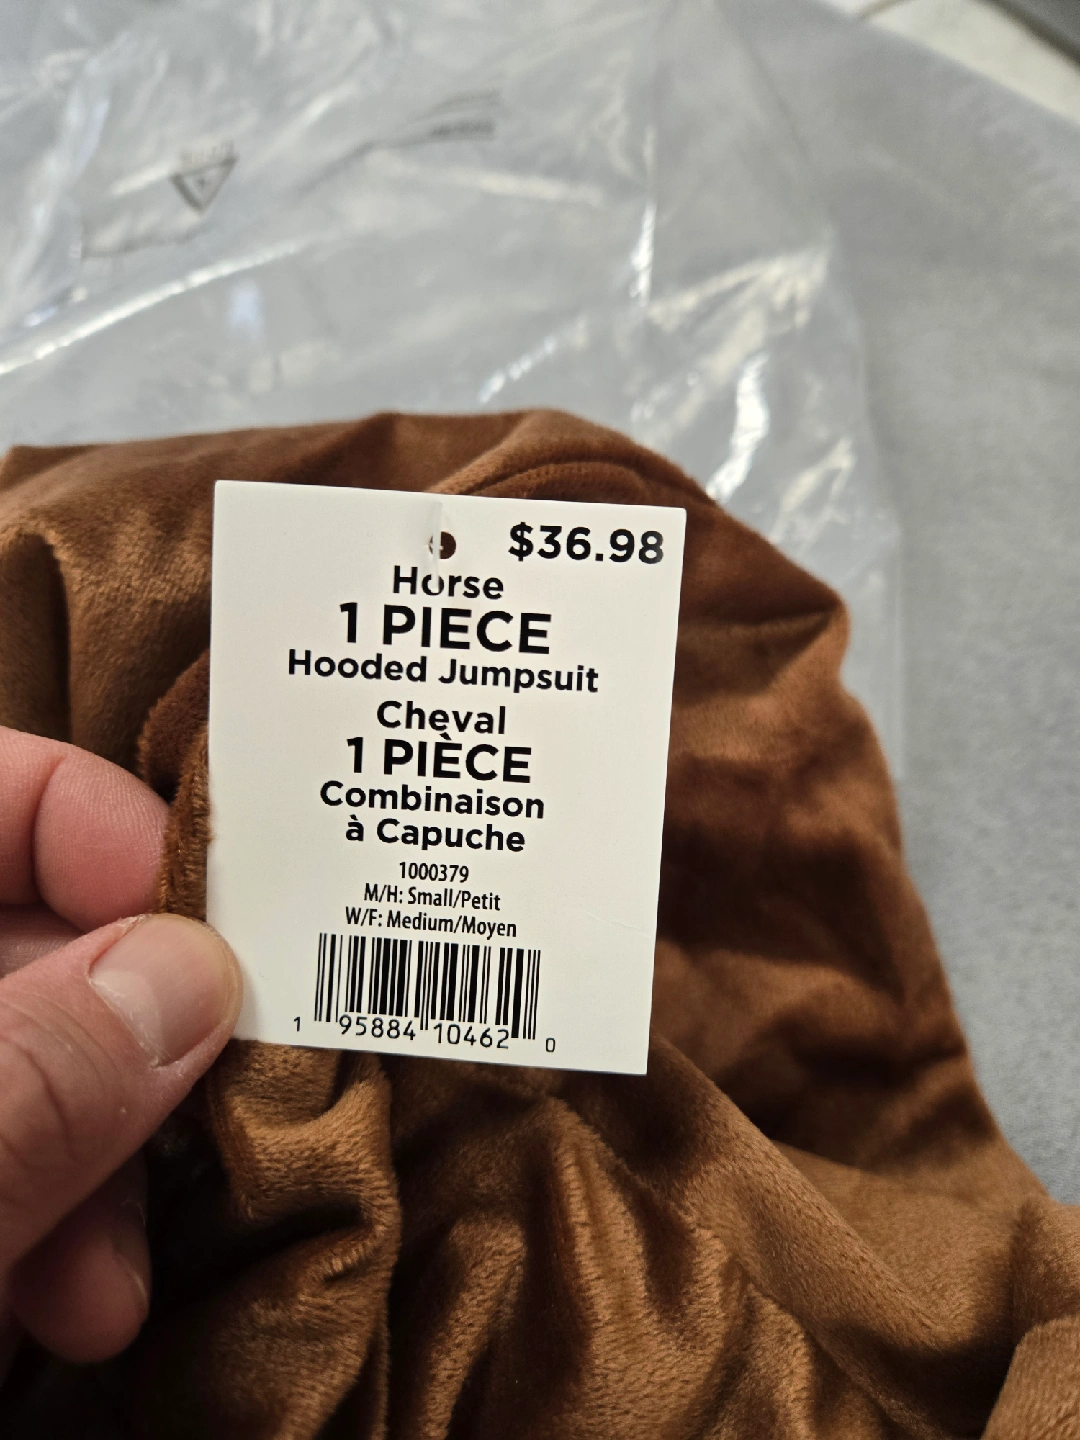 $36.98
Horse
1 PIECE
Hooded Jumpsuit
Cheval
1 PIÈCE
Combinaison
à Capuche
1000379
M/H: Small/Petit
W/F: Medium/Moyen
1 95884 10462 0